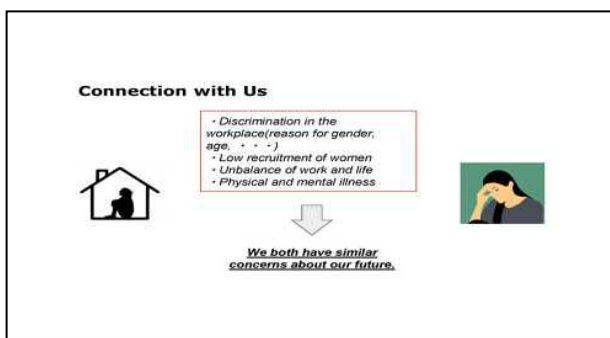 Connection with Us
・Discrimination in the
workplace(reason for gender,
age, ・・・)
・Low recruitment of women
・Unbalance of work and life
・Physical and mental illness
We both have similar
concerns about our future.